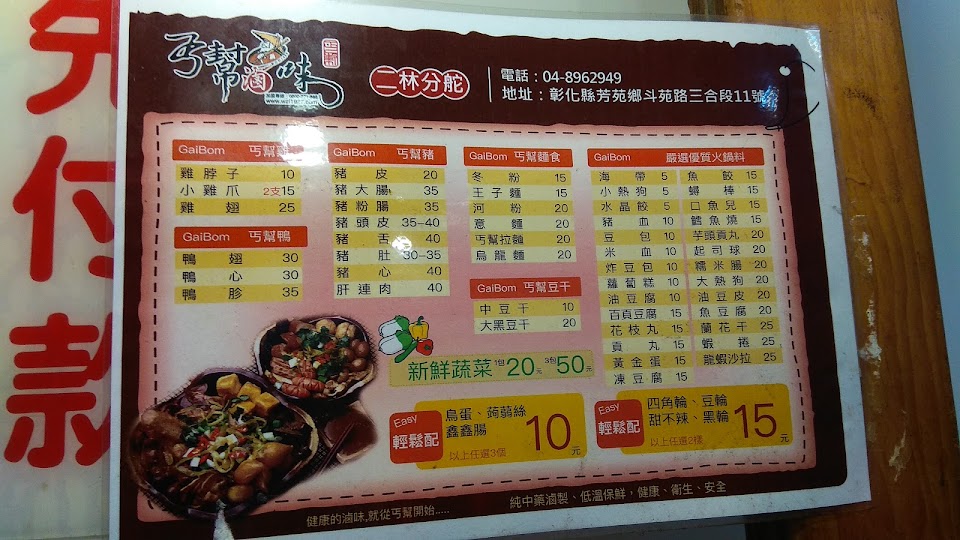 先付款
丐幫滷味
二林分舵
電話：04-8962949
地址：彰化縣芳苑鄉斗苑路三合段11號
GaiBom 丐幫雞
雞脖子 10
小雞爪 2支15
雞翅 25
GaiBom 丐幫鴨
鴨翅 30
鴨心 30
鴨胗 35
GaiBom 丐幫豬
豬皮 20
豬大腸 35
豬粉腸 35
豬頭皮 35-40
豬舌 40
豬肚 30-35
豬心 40
肝連肉 40
GaiBom 丐幫麵食
冬粉 15
王子麵 15
河粉 20
意麵 20
丐幫拉麵 20
烏龍麵 20
GaiBom 丐幫豆干
中豆干 10
大黑豆干 20
GaiBom 嚴選優質火鍋料
海帶 5 魚餃 15
小熱狗 5 蟳棒 15
水晶餃 5 口魚兒 15
豬血 10 鱈魚燒 15
豆包 10 芋頭貢丸 20
米血 10 起司球 20
炸豆包 10 糯米腸 20
蘿蔔糕 10 大熱狗 20
油豆腐 10 油豆皮 20
百頁豆腐 15 魚豆腐 20
花枝丸 15 蘭花干 25
貢丸 15 蝦捲 25
黃金蛋 15 龍蝦沙拉 25
凍豆腐 15
新鮮蔬菜 1包20元 3包50元
Easy 輕鬆配
鳥蛋、蒟蒻絲
鑫鑫腸
以上任選3個
10元
Easy 輕鬆配
四角輪、豆輪
甜不辣、黑輪
以上任選2樣
15元
健康的滷味,就從丐幫開始.....
純中藥滷製、低溫保鮮，健康、衛生、安全